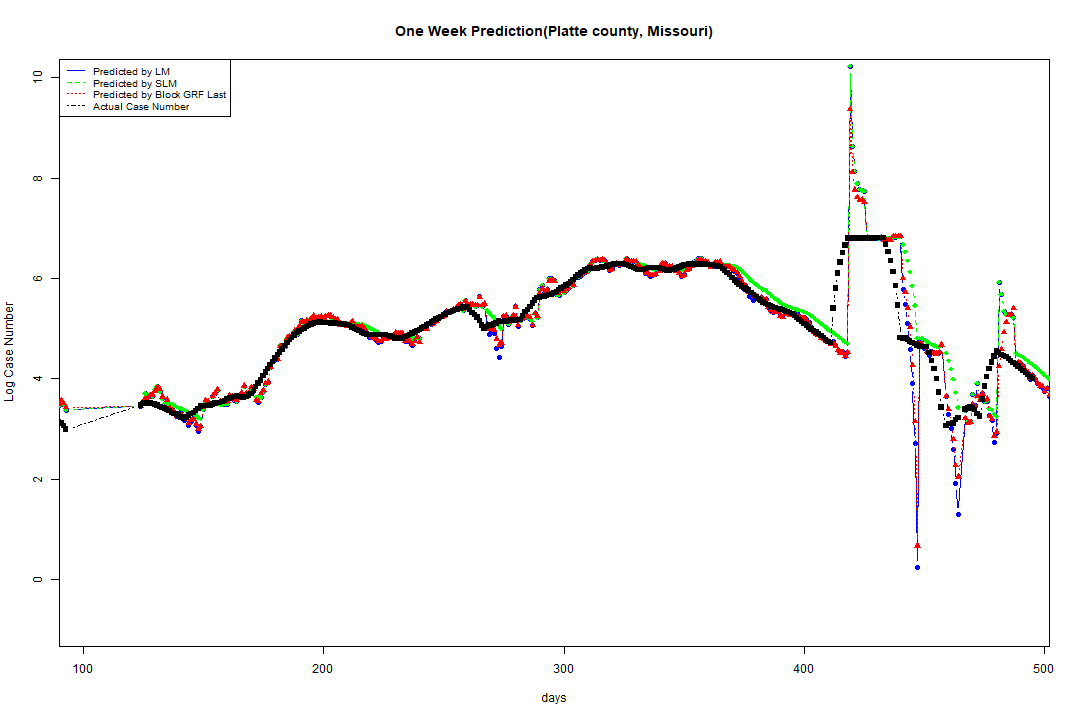 One Week Prediction(Platte county, Missouri)
Predicted by LM
Predicted by SLM
Predicted by Block GRF Last
Actual Case Number
10
8
6
4
2
0
Log Case Number
100 200 300 400 500
days